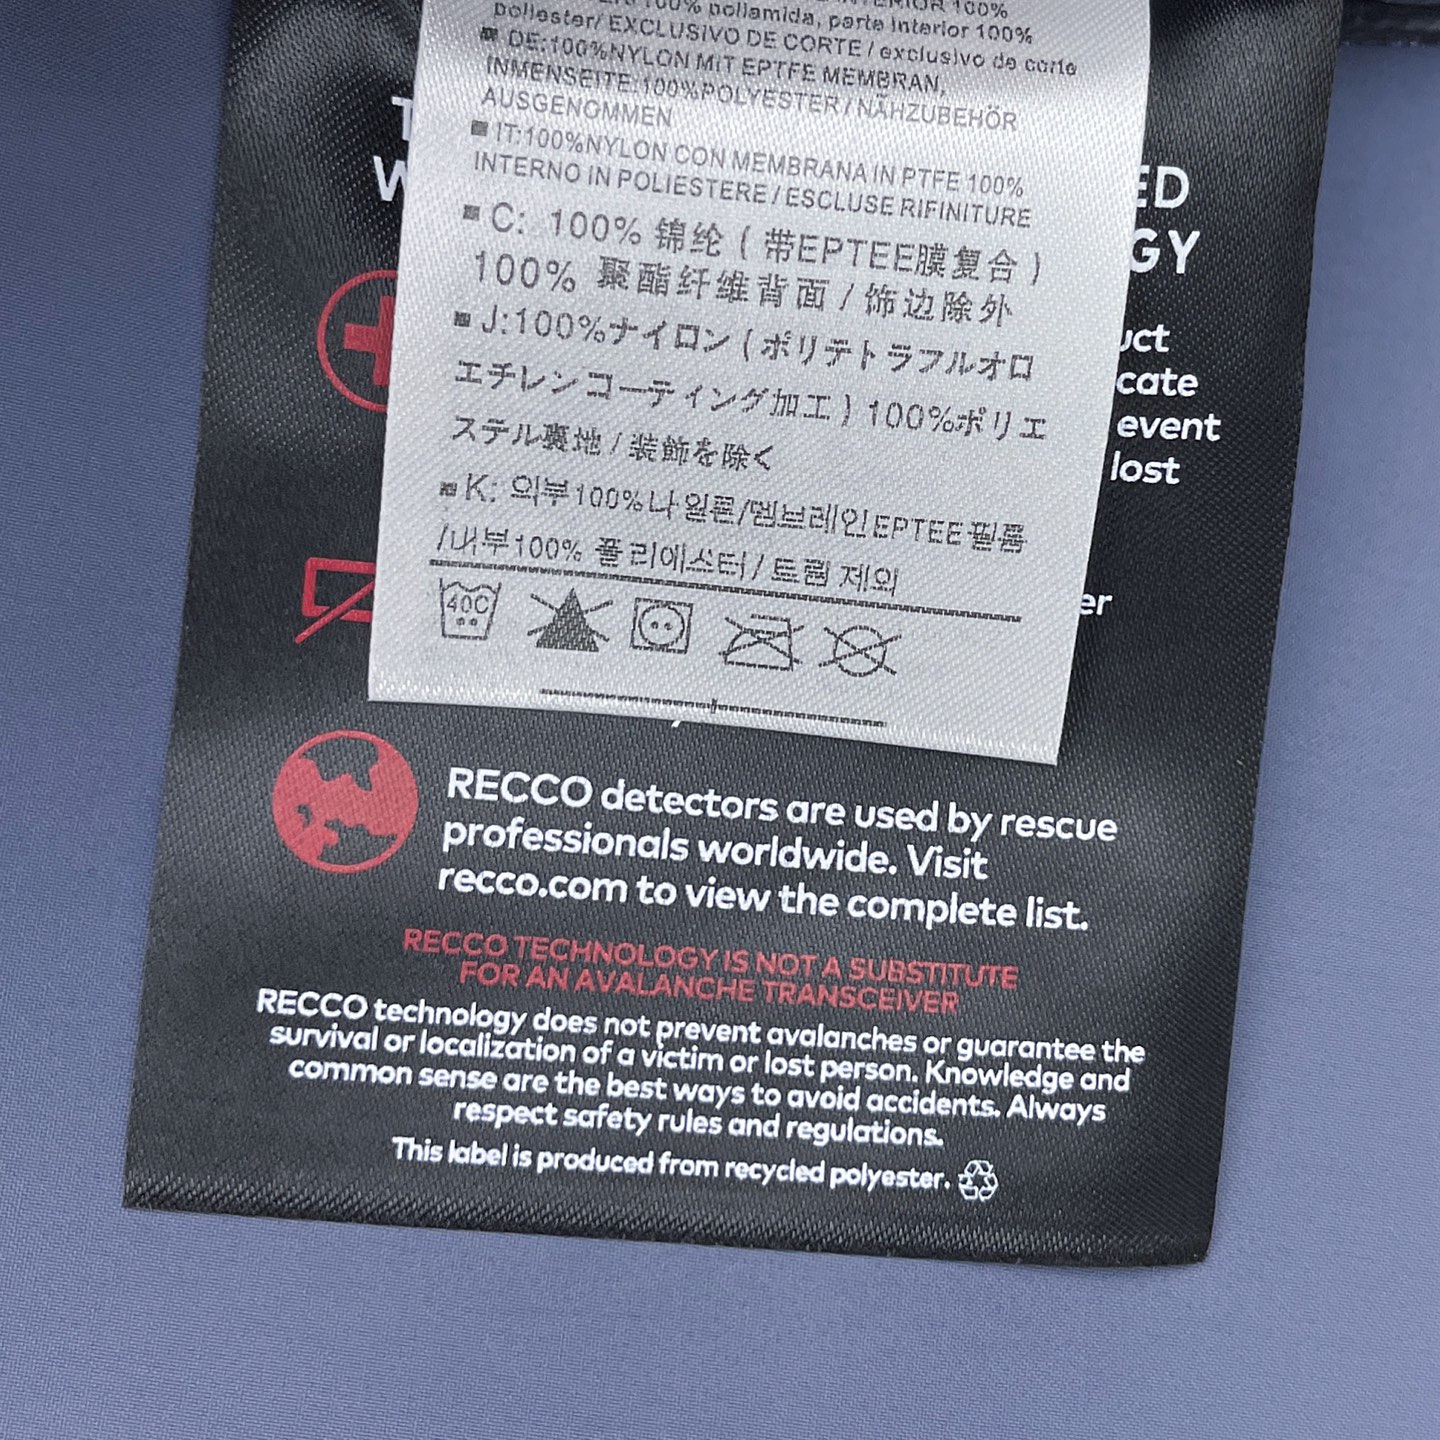 100%
100% poliamida, parte interior 100%
poliester/ EXCLUSIVO DE CORTE / exclusivo de corte
DE:100%NYLON MIT EPTFE MEMBRAN,
INMENSEITE:100%POLYESTER / NÄHZUBEHÖR
AUSGENOMMEN
IT:100%NYLON CON MEMBRANA IN PTFE 100%
INTERNO IN POLIESTERE / ESCLUSE RIFINITURE
C: 100% 锦纶 ( 带EPTEE膜复合 )
100% 聚酯纤维背面 / 饰边除外
J:100%ナイロン ( ポリテトラフルオロ
エチレンコーティング加工 ) 100%ポリエ
ステル裏地 / 装飾を除く
K: 외부100%나일론/멤브레인EPTEE필름
/내부100% 폴리에스터/ 트림 제외
40C
ED
GY
uct
cate
event
lost
er
RECCO detectors are used by rescue
professionals worldwide. Visit
recco.com to view the complete list.
RECCO TECHNOLOGY IS NOT A SUBSTITUTE
FOR AN AVALANCHE TRANSCEIVER
RECCO technology does not prevent avalanches or guarantee the
survival or localization of a victim or lost person. Knowledge and
common sense are the best ways to avoid accidents. Always
respect safety rules and regulations.
This label is produced from recycled polyester.